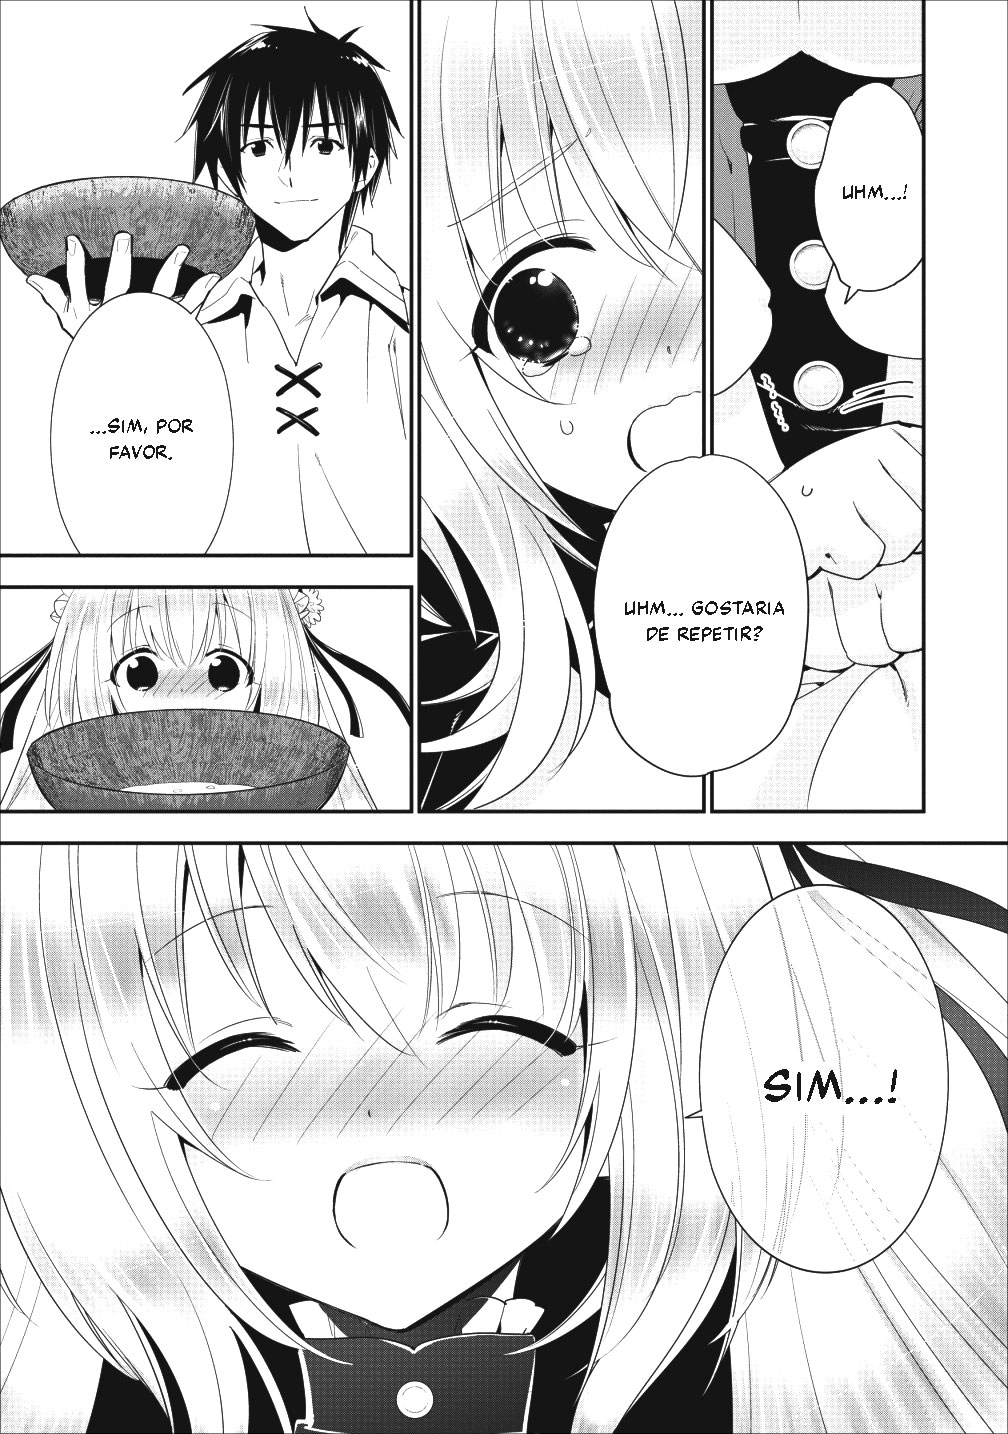 UHM...!
UHM... GOSTARIA
DE REPETIR?
...SIM, POR
FAVOR.
SIM...!